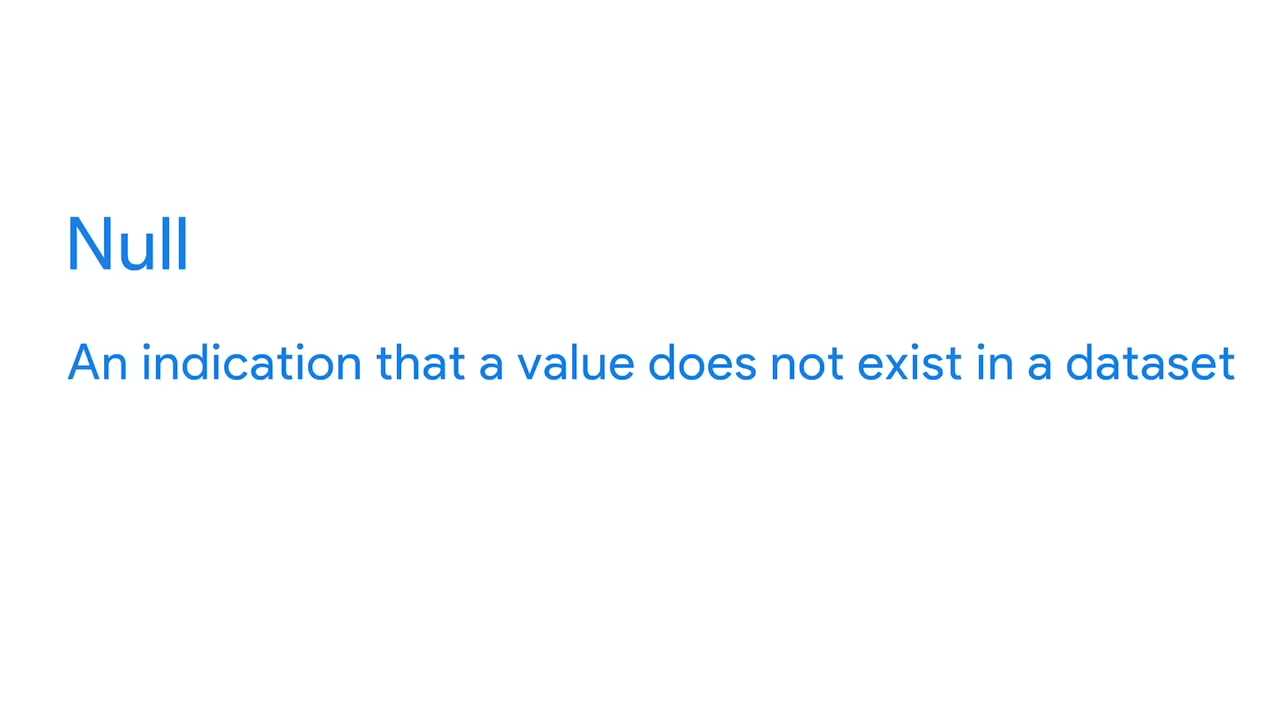 Null
An indication that a value does not exist in a dataset